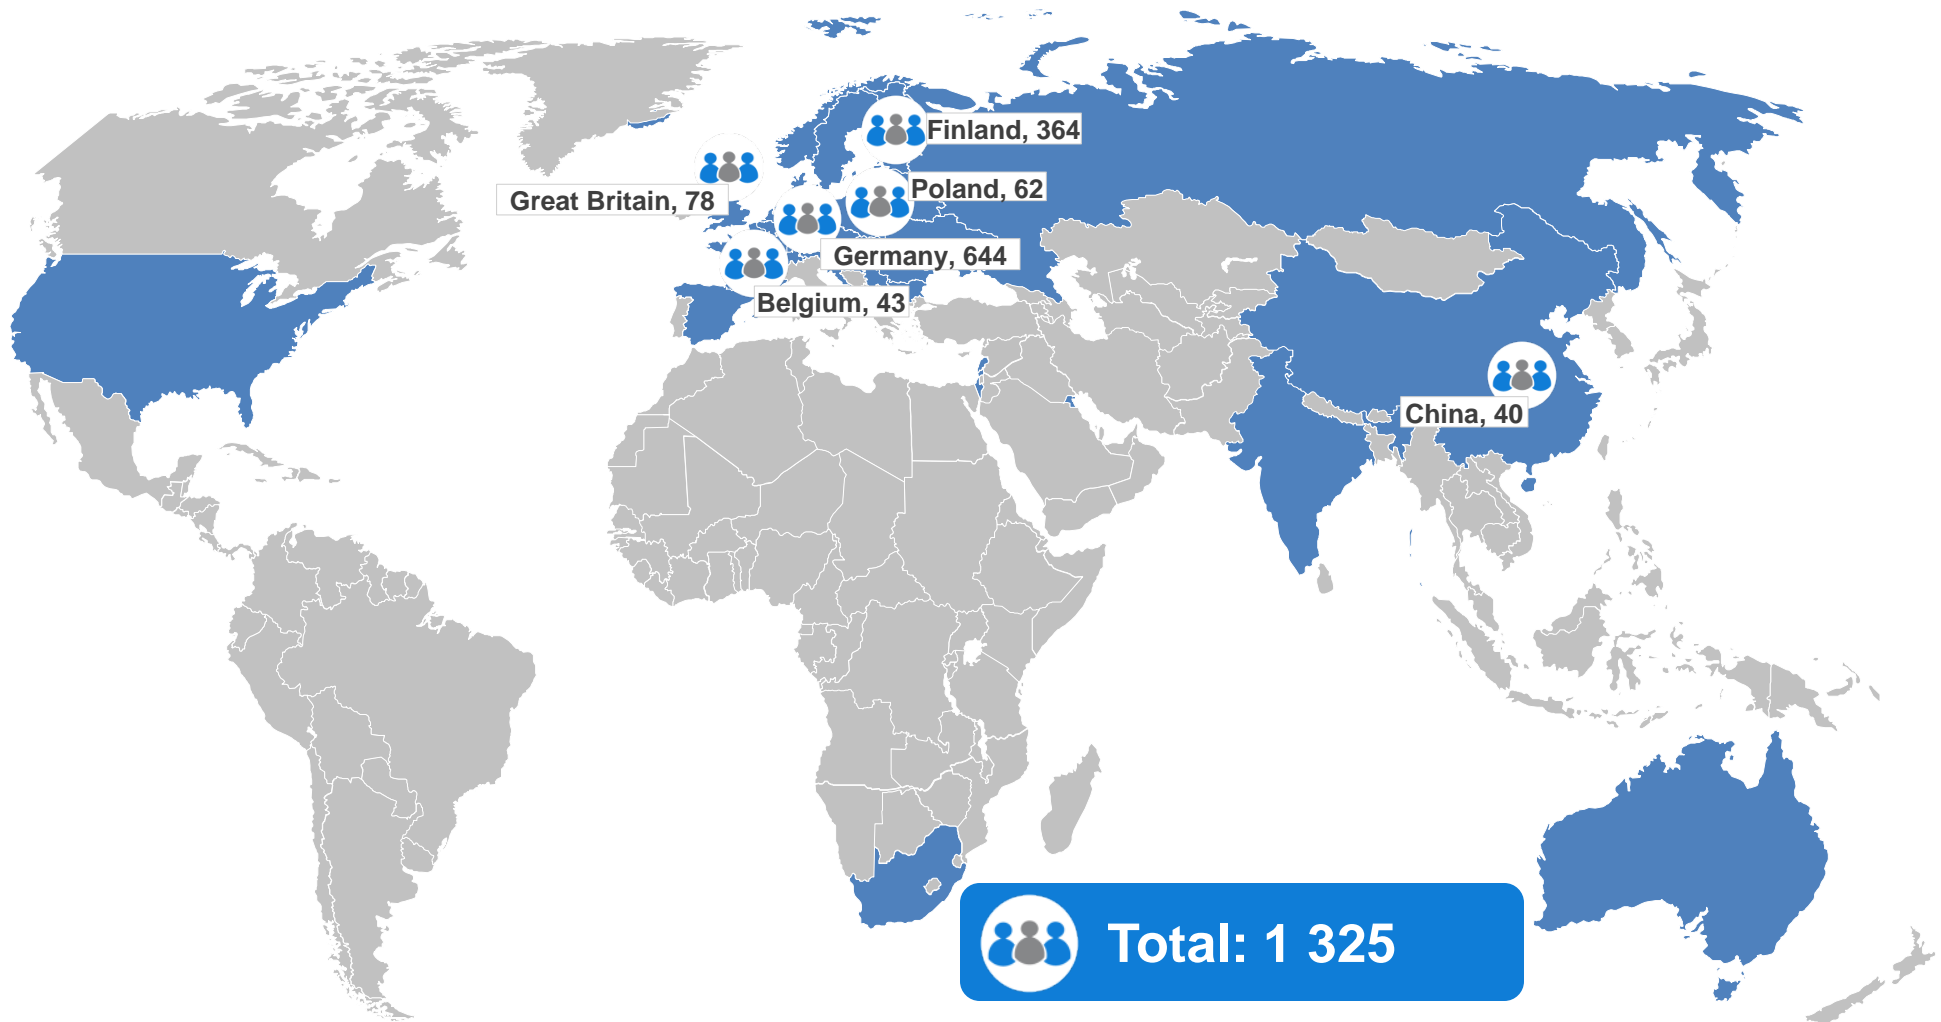 Finland, 364
Poland, 62
Great Britain, 78
Germany, 644
Belgium, 43
China, 40
Total: 1 325